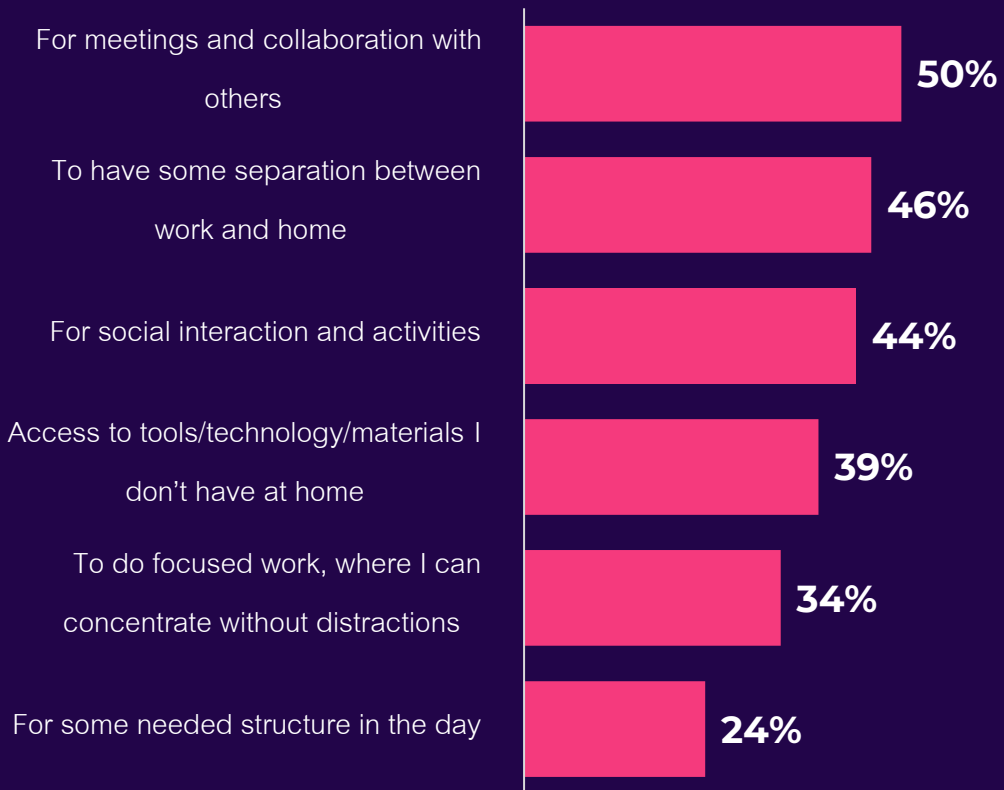 For meetings and collaboration with
others
50%
To have some separation between
work and home
46%
For social interaction and activities
44%
Access to tools/technology/materials I
don’t have at home
39%
To do focused work, where I can
concentrate without distractions
34%
For some needed structure in the day
24%